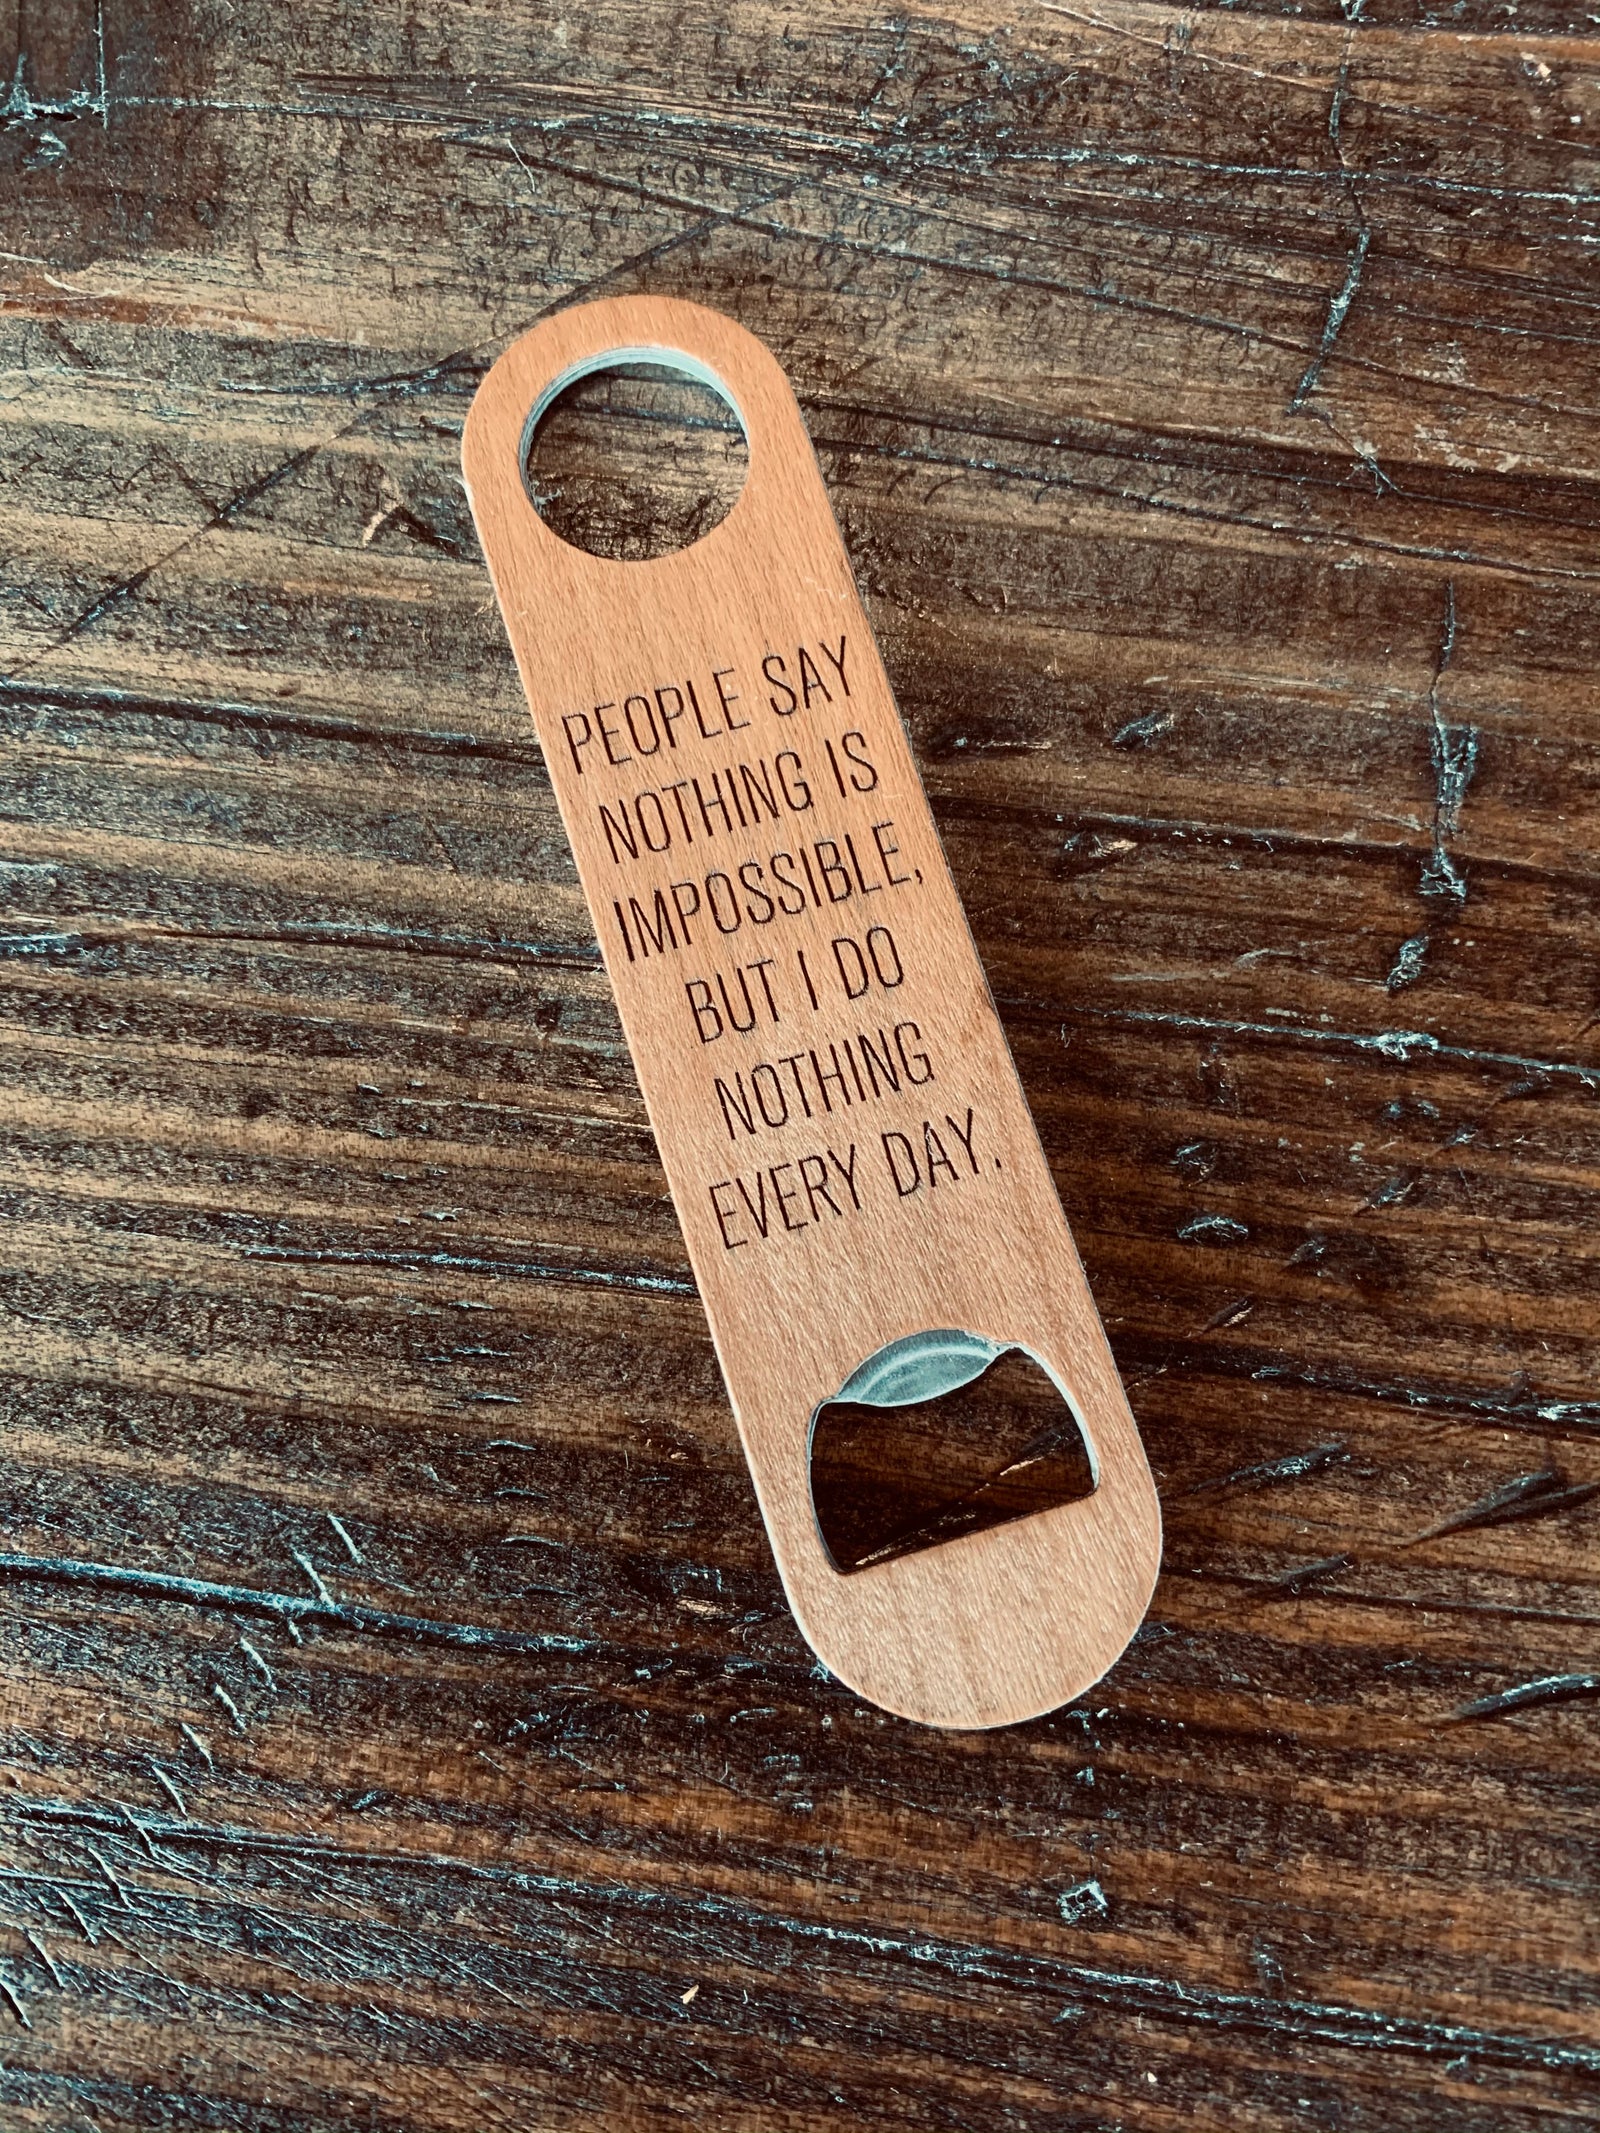 PEOPLE SAY
NOTHING IS
IMPOSSIBLE,
BUT I DO
NOTHING
EVERY DAY.